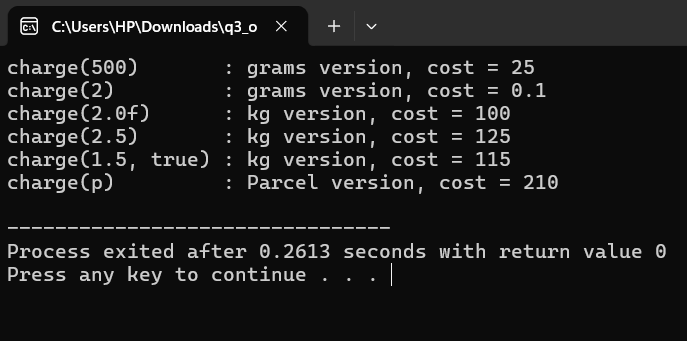 C:\Users\HP\Downloads\q3_o
charge(500)       : grams version, cost = 25
charge(2)         : grams version, cost = 0.1
charge(2.0f)      : kg version, cost = 100
charge(2.5)       : kg version, cost = 125
charge(1.5, true) : kg version, cost = 115
charge(p)         : Parcel version, cost = 210
--------------------------------
Process exited after 0.2613 seconds with return value 0
Press any key to continue . . .